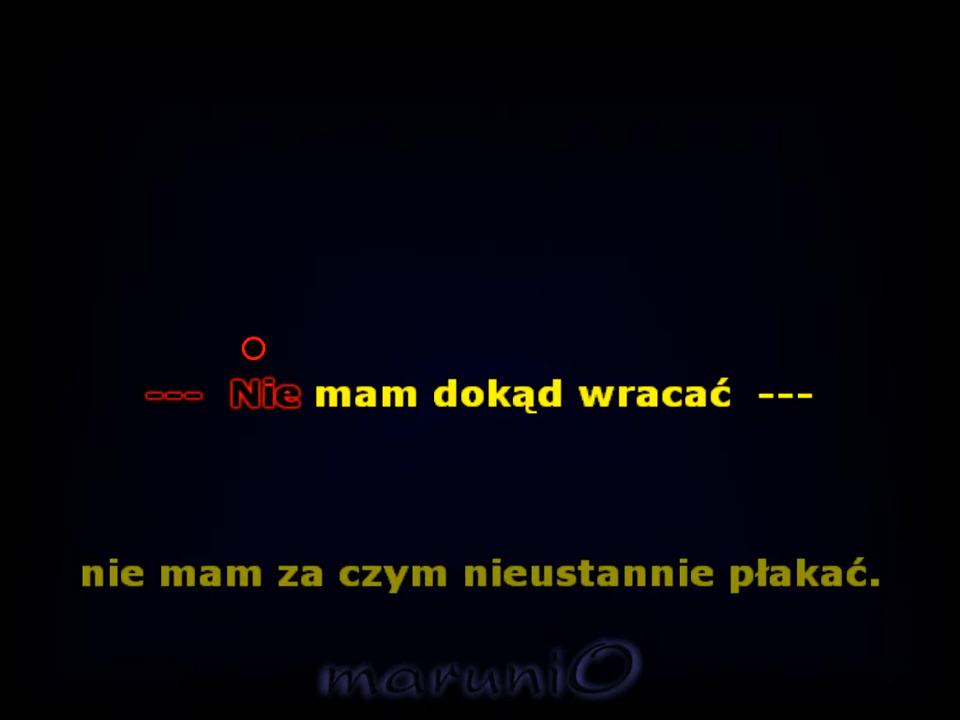 --- Nie mam dokąd wracać ---
nie mam za czym nieustannie płakać.
maruniO